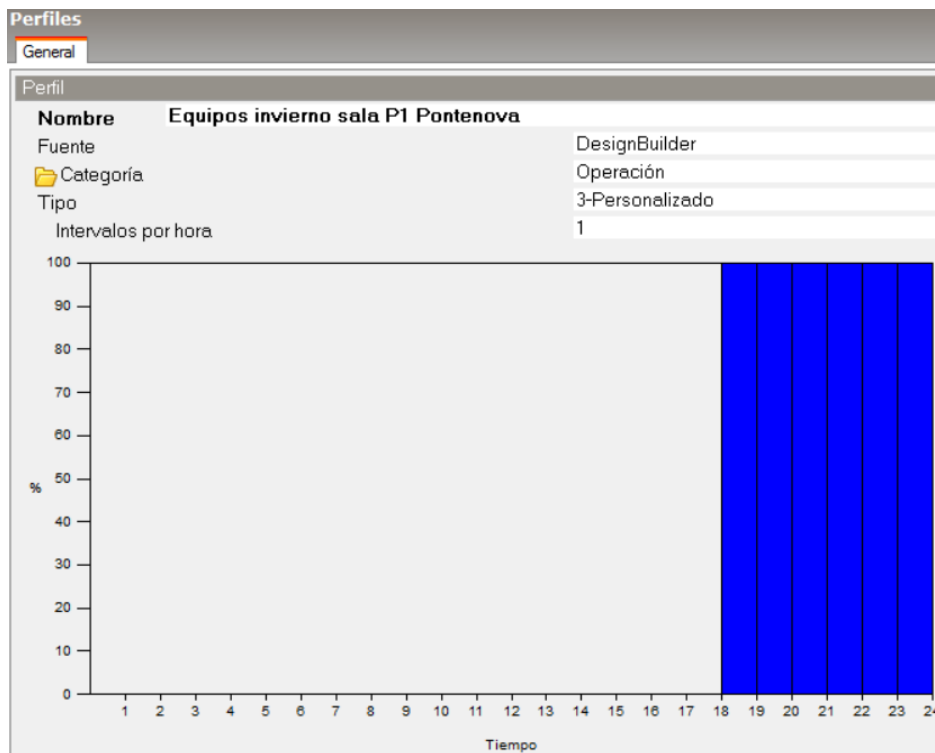 Perfiles
General
Perfil
Nombre Equipos invierno sala P1 Pontenova
Fuente DesignBuilder
Categoría Operación
Tipo 3-Personalizado
Intervalos por hora 1
100
90
80
70
60
50
%
40
30
20
10
0
1 2 3 4 5 6 7 8 9 10 11 12 13 14 15 16 17 18 19 20 21 22 23 24
Tiempo